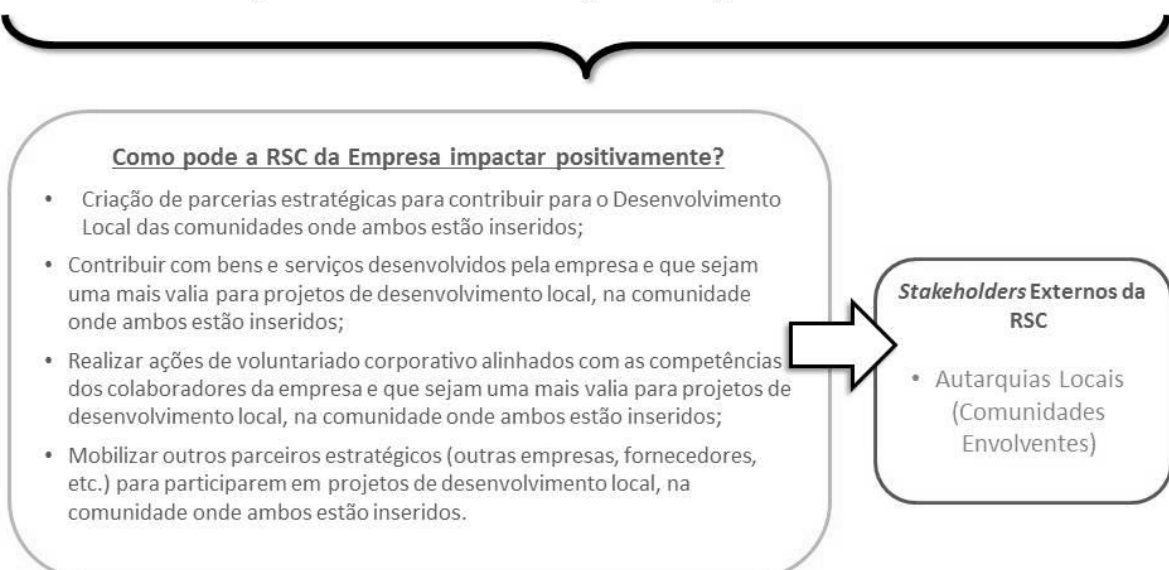 Como pode a RSC da Empresa impactar positivamente?
• Criação de parcerias estratégicas para contribuir para o Desenvolvimento
Local das comunidades onde ambos estão inseridos;
• Contribuir com bens e serviços desenvolvidos pela empresa e que sejam
uma mais valia para projetos de desenvolvimento local, na comunidade
onde ambos estão inseridos;
• Realizar ações de voluntariado corporativo alinhados com as competências
dos colaboradores da empresa e que sejam uma mais valia para projetos de
desenvolvimento local, na comunidade onde ambos estão inseridos;
• Mobilizar outros parceiros estratégicos (outras empresas, fornecedores,
etc.) para participarem em projetos de desenvolvimento local, na
comunidade onde ambos estão inseridos.
Stakeholders Externos da
RSC
• Autarquias Locais
(Comunidades
Envolventes)